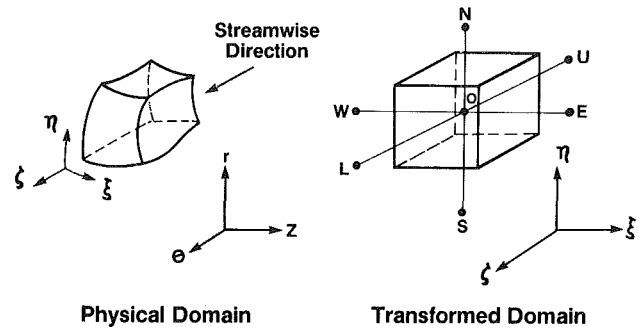 Streamwise
Direction
η
ζ
ξ
r
Z
Θ
Physical Domain
N
U
O
W
E
L
S
η
ξ
ζ
Transformed Domain